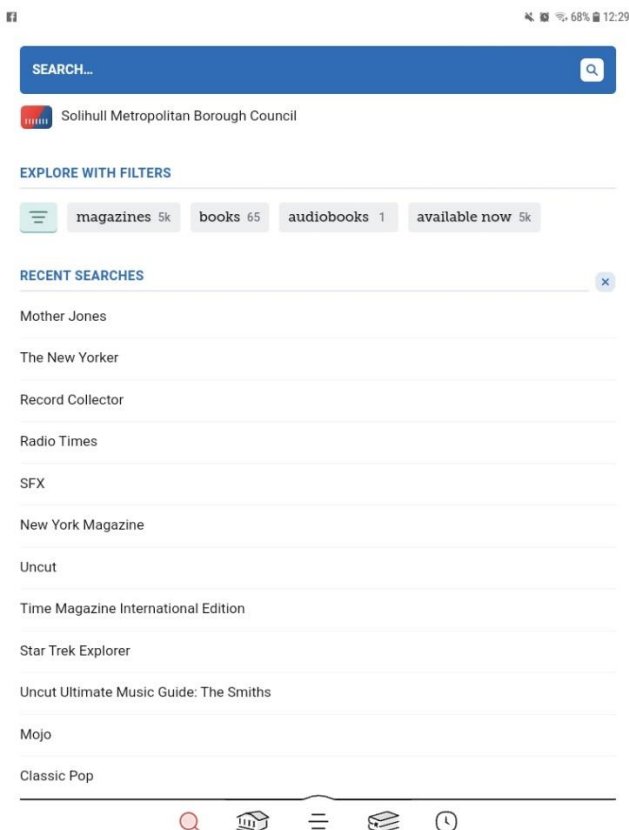 68% 12:29
SEARCH...
Solihull Metropolitan Borough Council
EXPLORE WITH FILTERS
magazines 5k books 65 audiobooks 1 available now 5k
RECENT SEARCHES
Mother Jones
The New Yorker
Record Collector
Radio Times
SFX
New York Magazine
Uncut
Time Magazine International Edition
Star Trek Explorer
Uncut Ultimate Music Guide: The Smiths
Mojo
Classic Pop